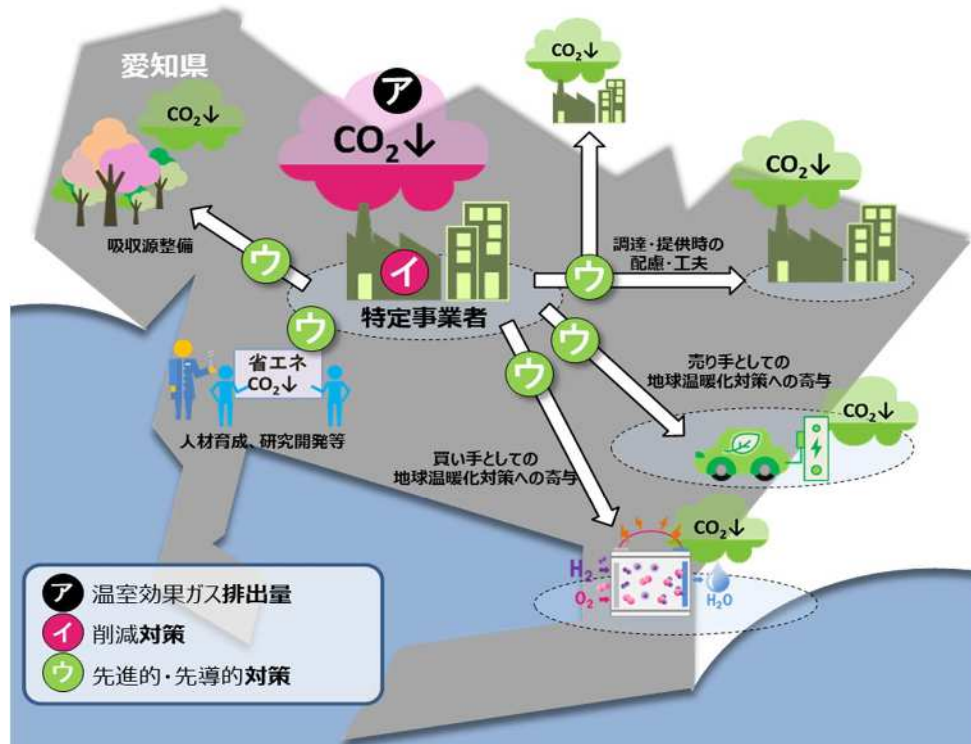 愛知県
CO₂↓
ア
CO₂↓
CO₂↓
CO₂↓
吸収源整備
ウ
イ
特定事業者
ウ
調達・提供時の
配慮・工夫
ウ
省エネ
CO₂↓
人材育成、研究開発等
ウ
ウ
売り手としての
地球温暖化対策への寄与
CO₂↓
買い手としての
地球温暖化対策への寄与
CO₂↓
H₂
O₂
H₂O
ア 温室効果ガス排出量
イ 削減対策
ウ 先進的・先導的対策